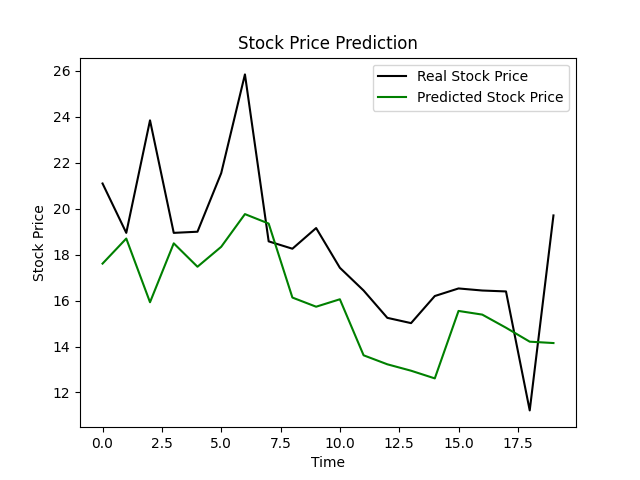 Stock Price Prediction
Real Stock Price
Predicted Stock Price
Stock Price
26
24
22
20
18
16
14
12
0.0 2.5 5.0 7.5 10.0 12.5 15.0 17.5
Time